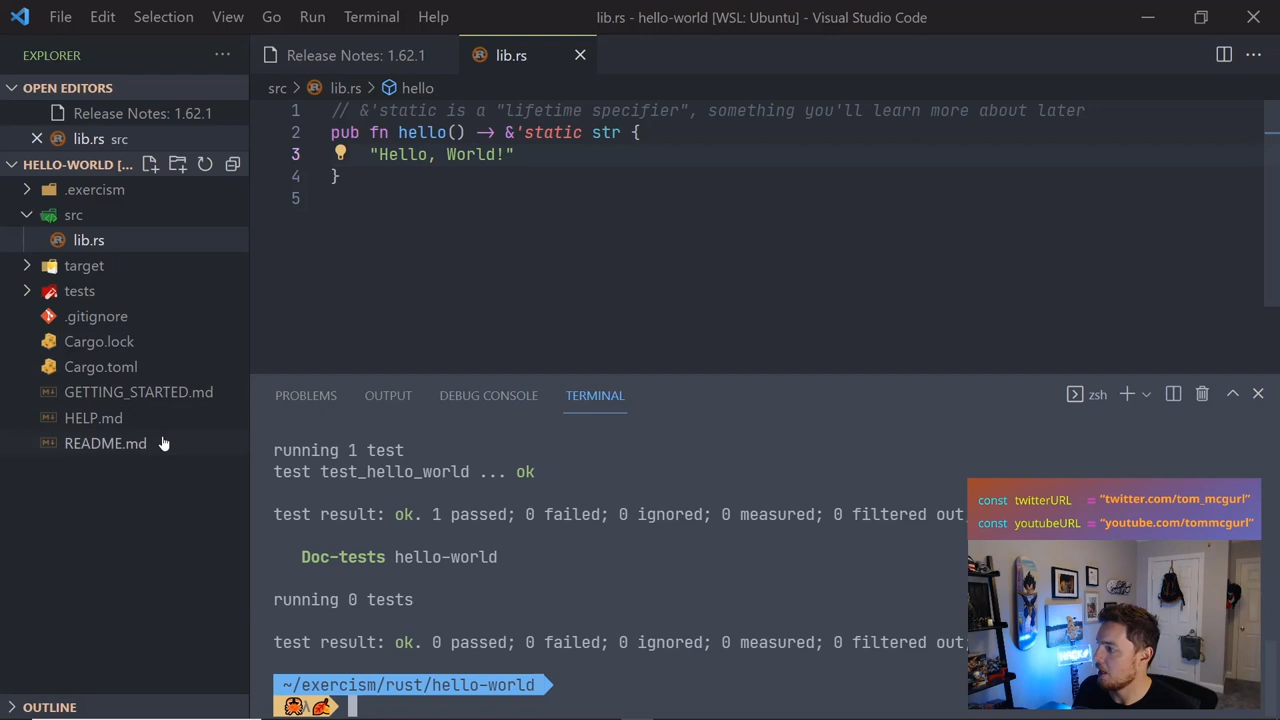 File Edit Selection View Go Run Terminal Help
lib.rs - hello-world [WSL: Ubuntu] - Visual Studio Code
EXPLORER
Release Notes: 1.62.1
lib.rs
OPEN EDITORS
Release Notes: 1.62.1
lib.rs src
HELLO-WORLD [...
.exercism
src
lib.rs
target
tests
.gitignore
Cargo.lock
Cargo.toml
GETTING_STARTED.md
HELP.md
README.md
OUTLINE
src > lib.rs > hello
1 // &'static is a "lifetime specifier", something you'll learn more about later
2 pub fn hello() -> &'static str {
3 "Hello, World!"
4 }
5
PROBLEMS OUTPUT DEBUG CONSOLE TERMINAL
zsh
running 1 test
test test_hello_world ... ok
test result: ok. 1 passed; 0 failed; 0 ignored; 0 measured; 0 filtered out;
Doc-tests hello-world
running 0 tests
test result: ok. 0 passed; 0 failed; 0 ignored; 0 measured; 0 filtered out;
~/exercism/rust/hello-world
const twitterURL = "twitter.com/tom_mcgurl"
const youtubeURL = "youtube.com/tommcgurl"